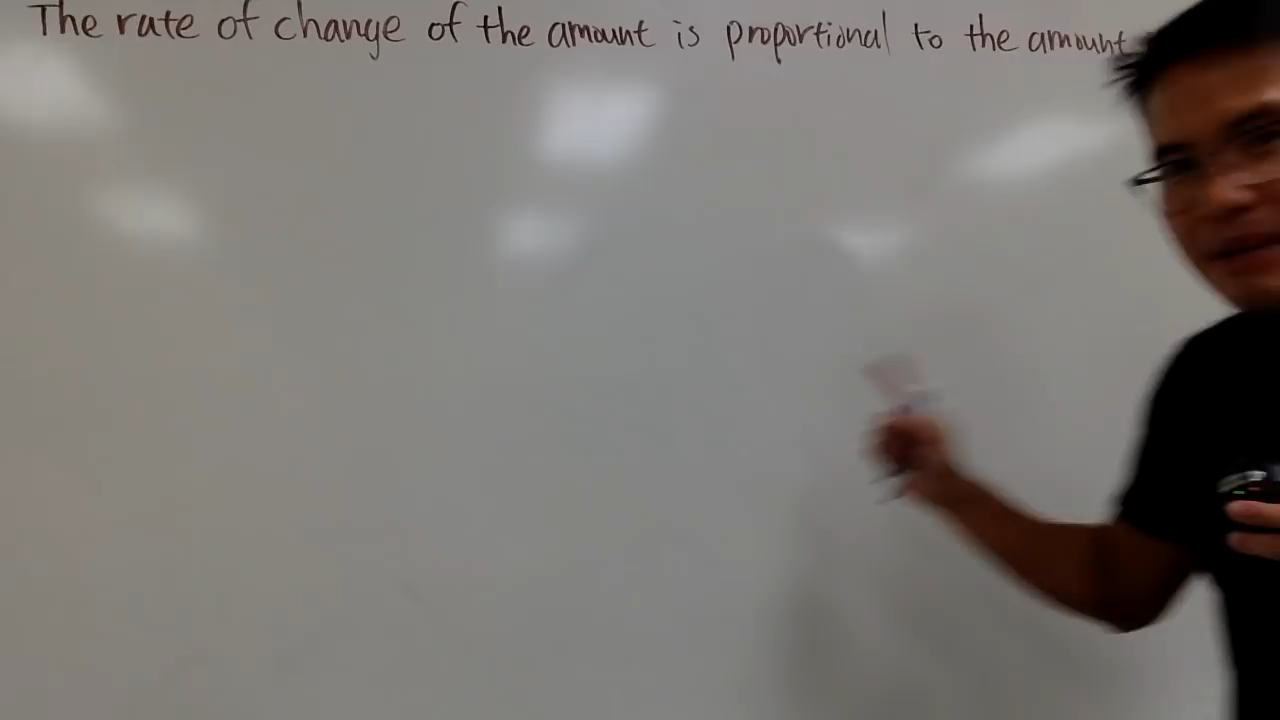 The rate of change of the amount is proportional to the amount